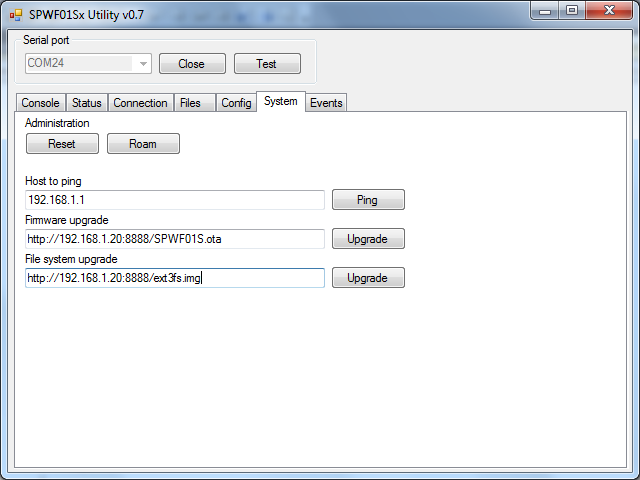 SPWF01Sx Utility v0.7
Serial port
COM24 Close Test
Console Status Connection Files Config System Events
Administration
Reset Roam
Host to ping
192.168.1.1 Ping
Firmware upgrade
http://192.168.1.20:8888/SPWF01S.ota Upgrade
File system upgrade
http://192.168.1.20:8888/ext3fs.img Upgrade